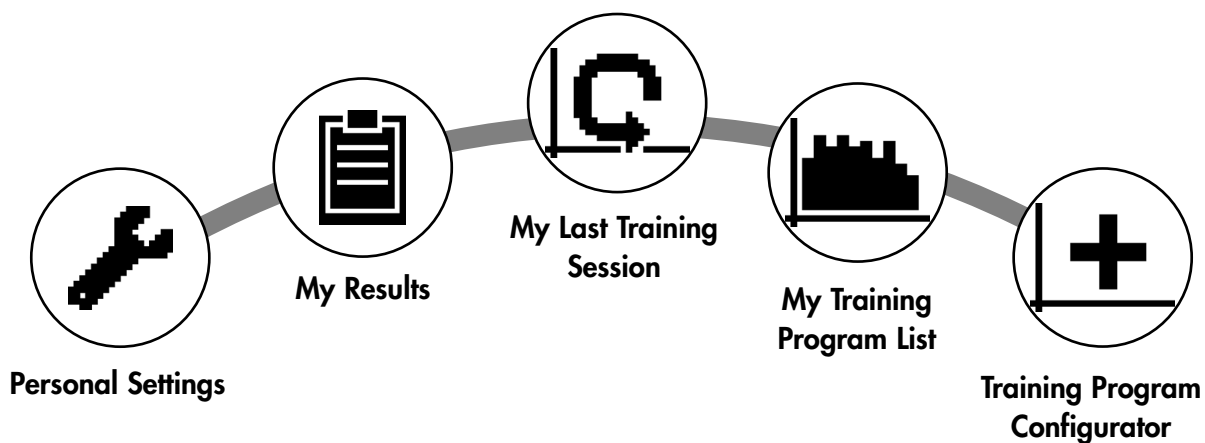 Personal Settings
My Results
My Last Training
Session
My Training
Program List
Training Program
Configurator